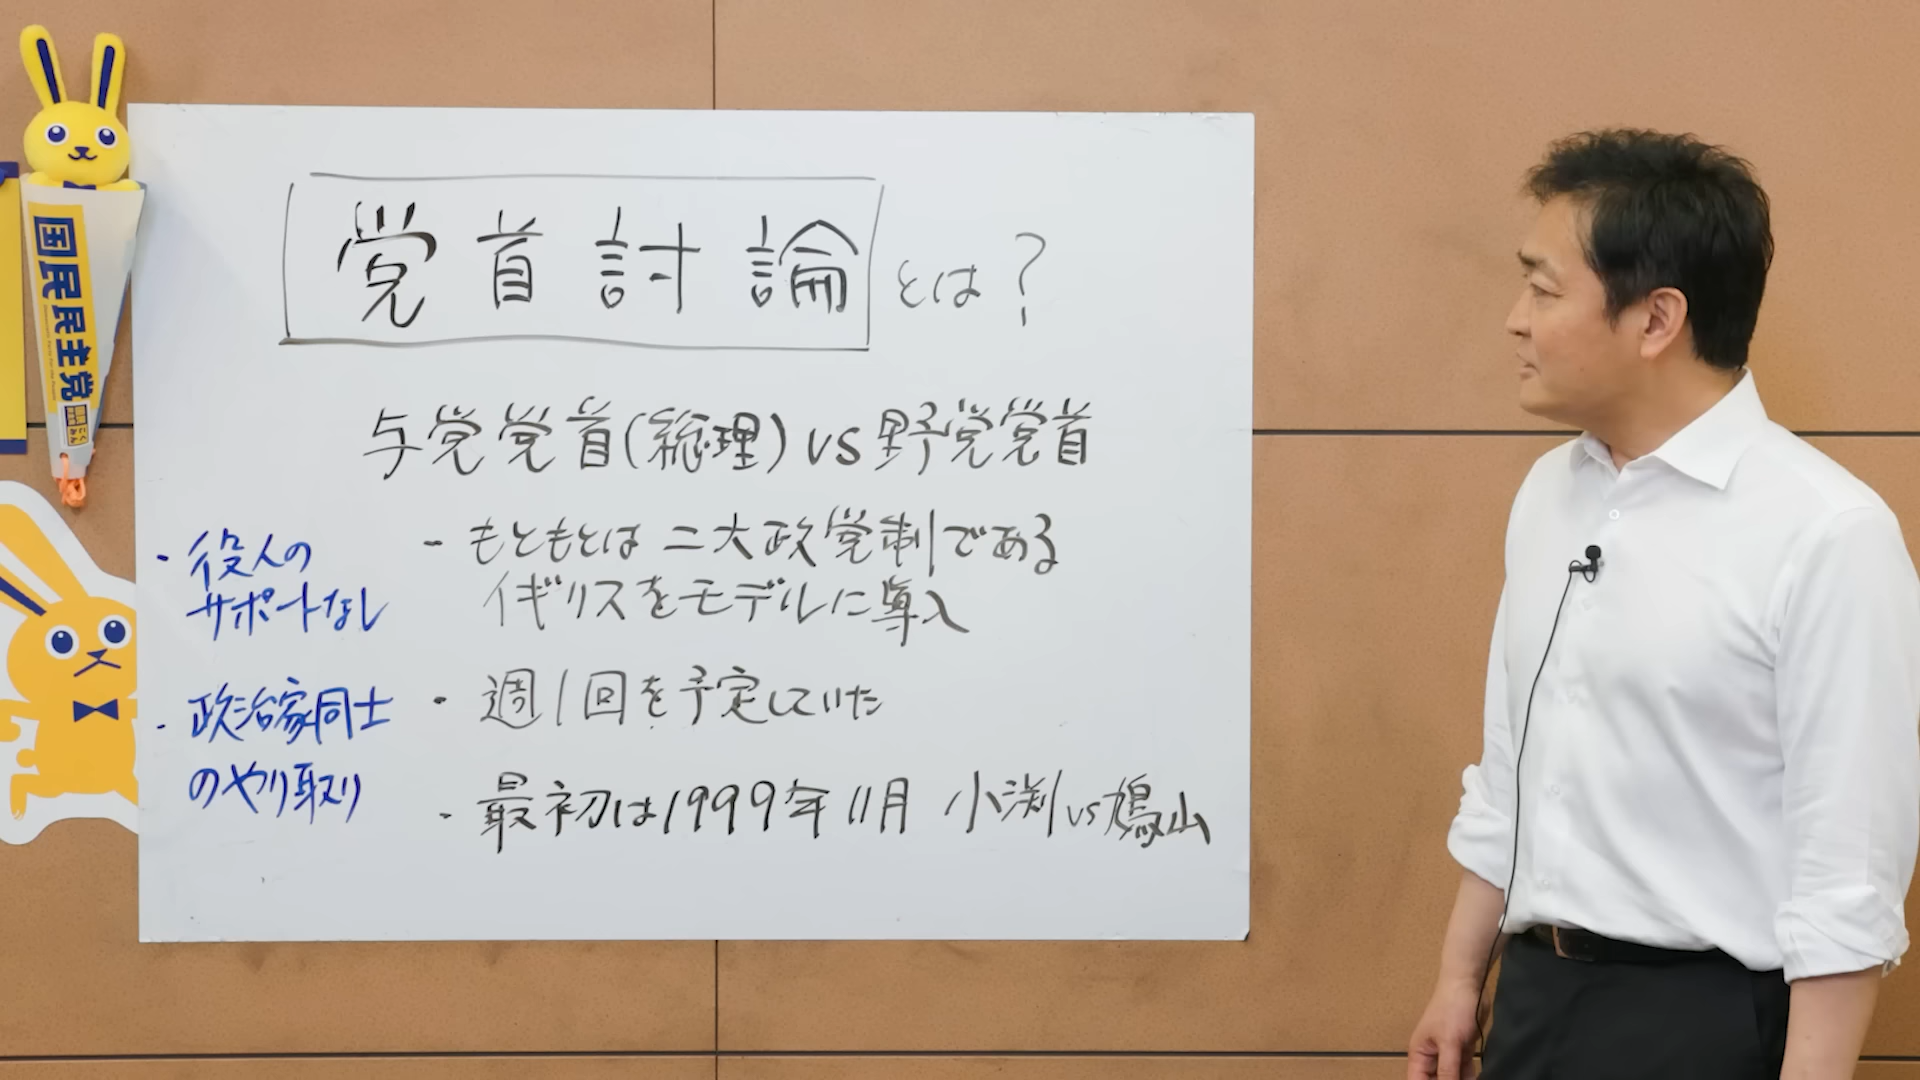 国民民主党
党首討論とは?
与党党首(総理)vs野党党首
- もともとは二大政党制である
イギリスをモデルに導入
・週1回を予定していた
・最初は1999年11月 小渕vs鳩山
・役人の
サポートなし
・政治家同士
のやり取り